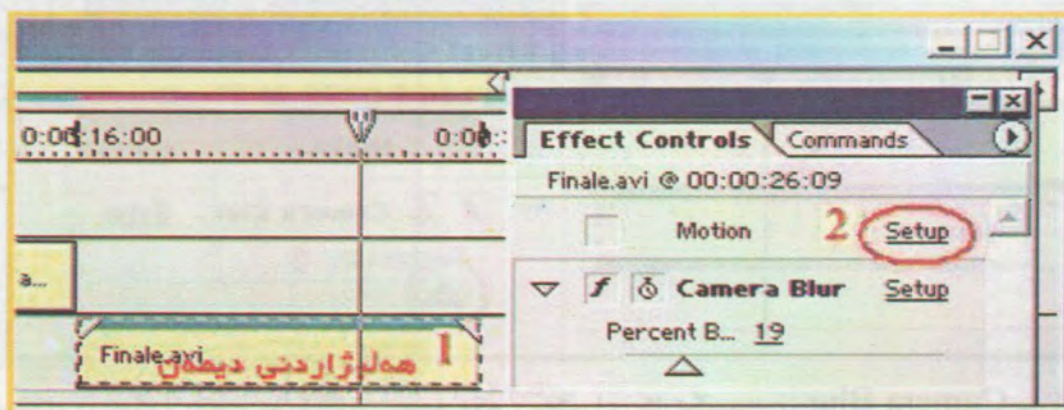 0:00:16:00
0:00:
Effect Controls Commands
Finale.avi @ 00:00:26:09
Motion 2 Setup
a...
Camera Blur Setup
Percent B... 19
Finale.avi
1 هەڵبژاردنی دیمەن